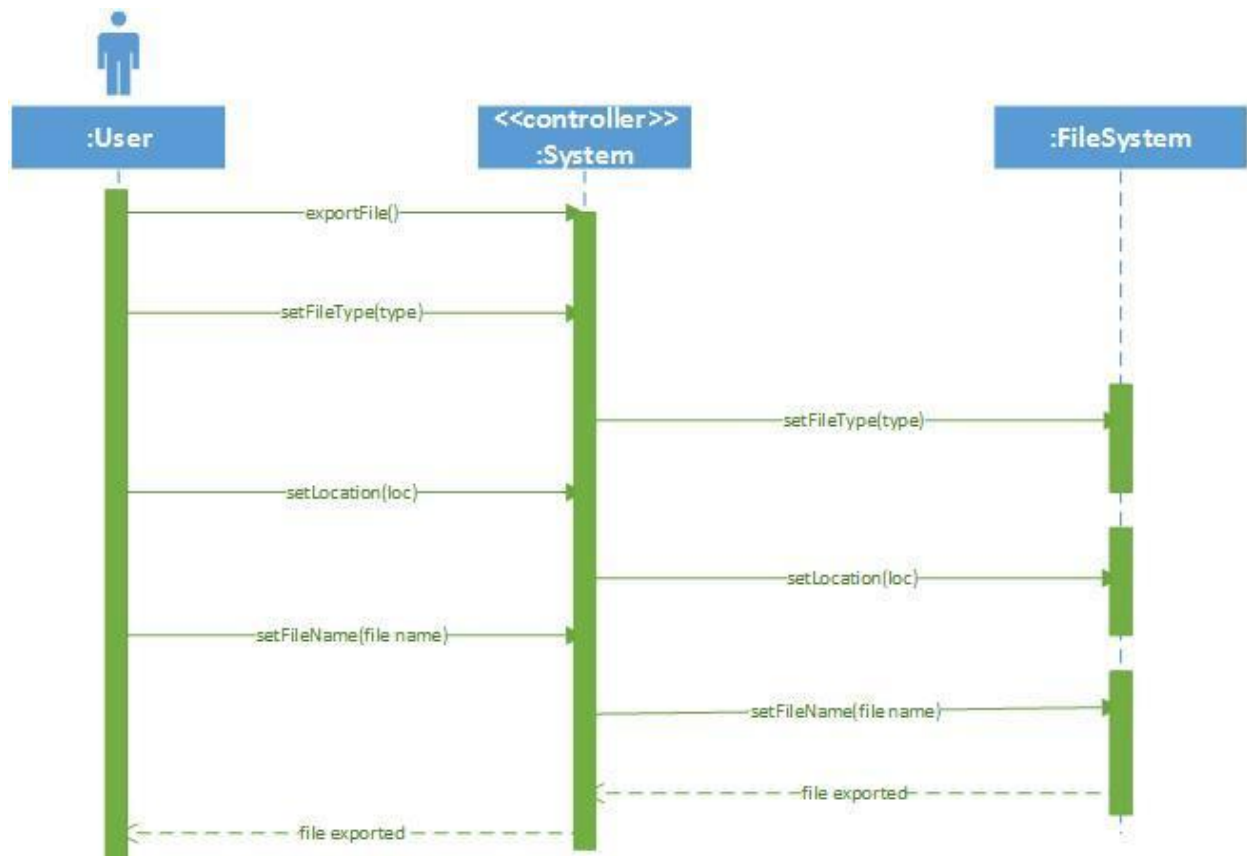 :User
<<controller>>
:System
:FileSystem
exportFile()
setFileType(type)
setFileType(type)
setLocation(loc)
setLocation(loc)
setFileName(file name)
setFileName(file name)
file exported
file exported